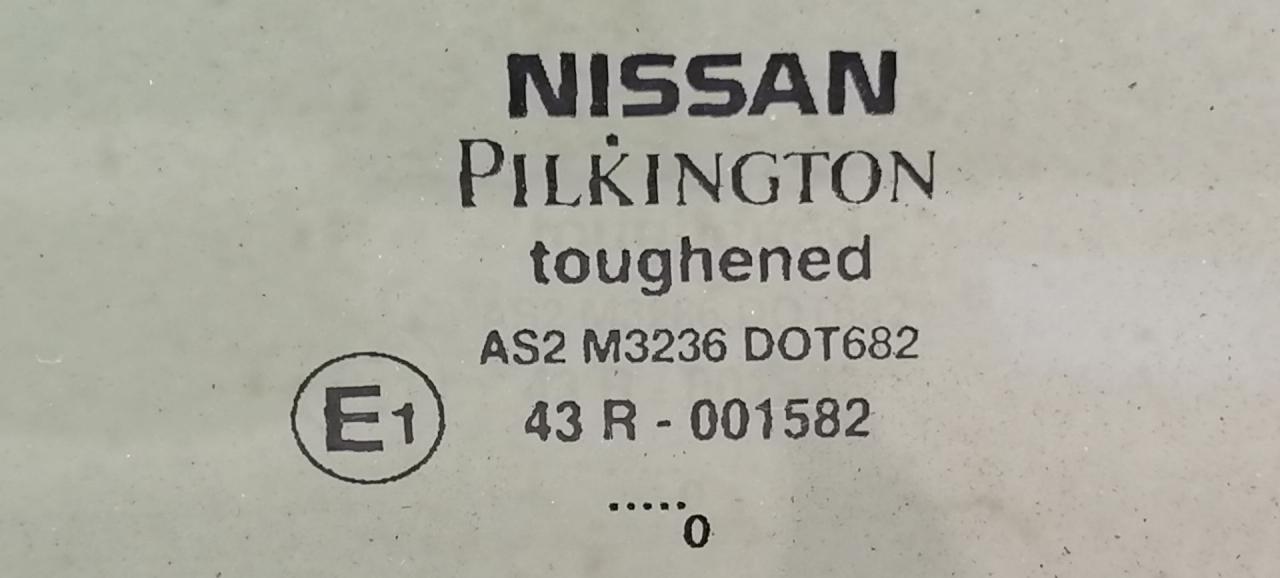 NISSAN
PILKINGTON
toughened
AS2 M3236 DOT682
E1 43 R - 001582
.....0